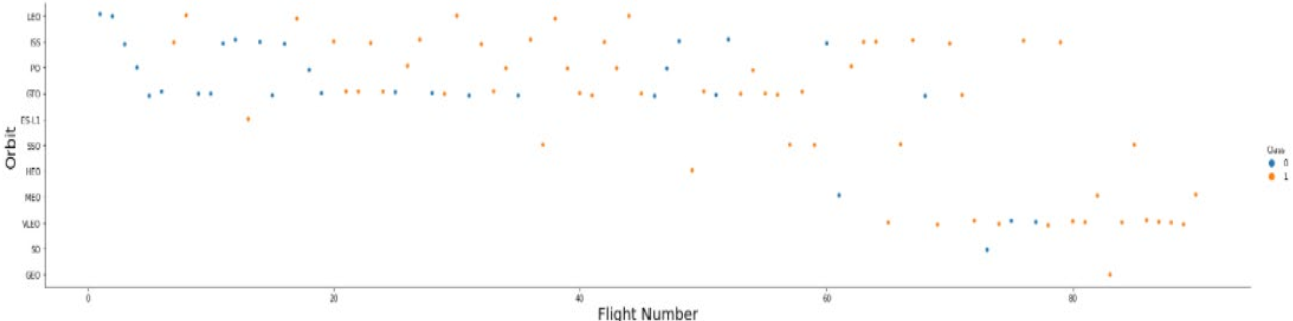 LEO
ISS
PO
GTO
ES-L1
SSO
HEO
MEO
VLEO
SO
GEO
Orbit
0 20 40 60 80
Flight Number
Class
0
1